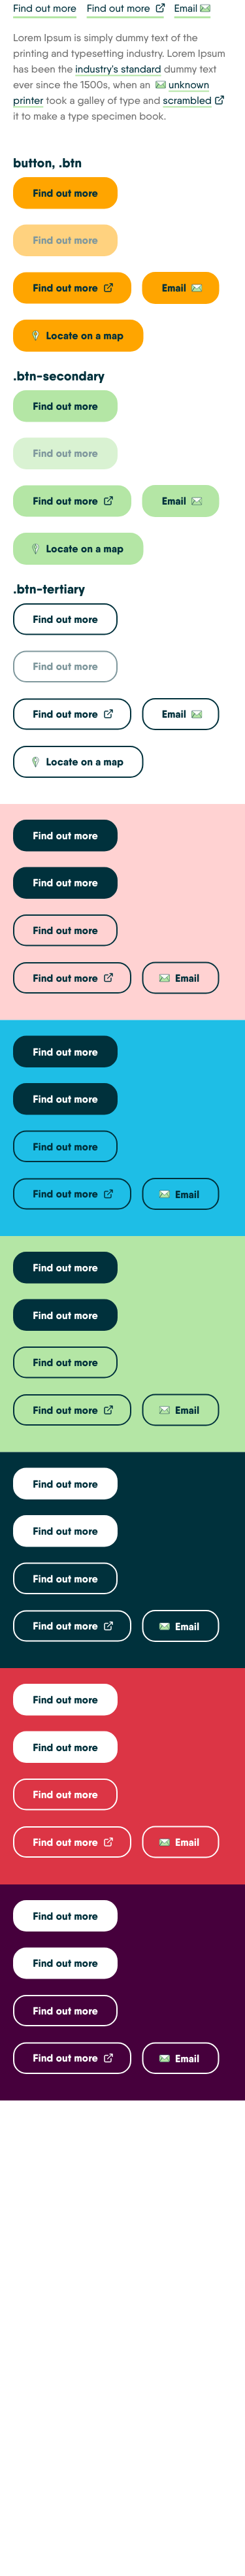 Find out more Find out more Email
Lorem Ipsum is simply dummy text of the
printing and typesetting industry. Lorem Ipsum
has been the industry's standard dummy text
ever since the 1500s, when an unknown
printer took a galley of type and scrambled
it to make a type specimen book.
button, .btn
Find out more
Find out more
Find out more Email
Locate on a map
.btn-secondary
Find out more
Find out more
Find out more Email
Locate on a map
.btn-tertiary
Find out more
Find out more
Find out more Email
Locate on a map
Find out more
Find out more
Find out more
Find out more Email
Find out more
Find out more
Find out more
Find out more Email
Find out more
Find out more
Find out more
Find out more Email
Find out more
Find out more
Find out more
Find out more Email
Find out more
Find out more
Find out more
Find out more Email
Find out more
Find out more
Find out more
Find out more Email